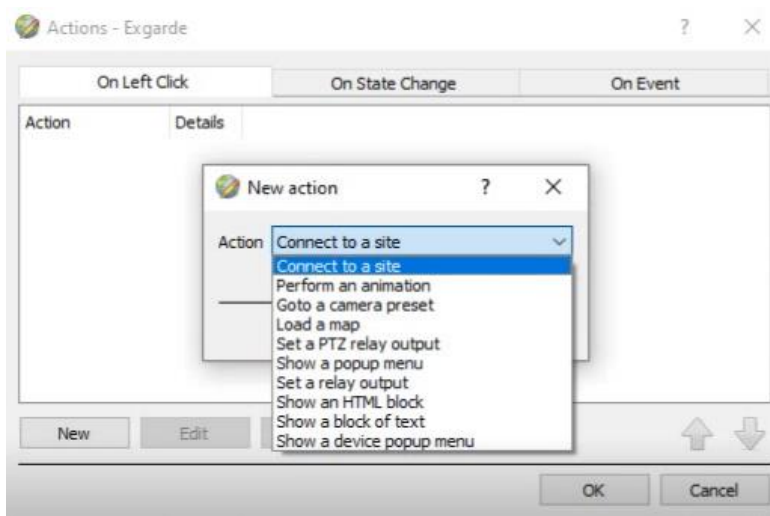 Actions - Exgarde
On Left Click On State Change On Event
Action Details
New action
Action Connect to a site
Connect to a site
Perform an animation
Goto a camera preset
Load a map
Set a PTZ relay output
Show a popup menu
Set a relay output
Show an HTML block
Show a block of text
Show a device popup menu
New Edit
OK Cancel